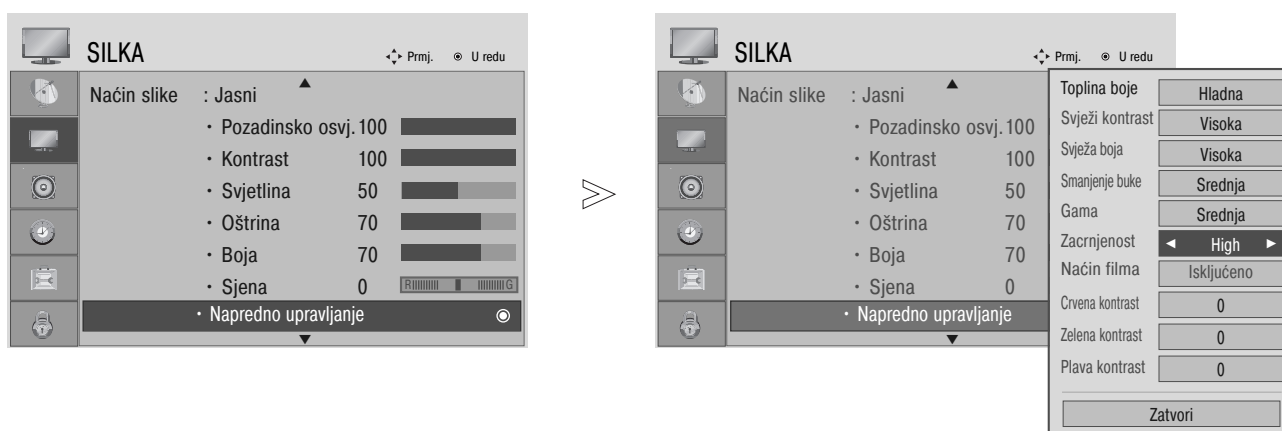 SILKA Prmj. U redu
Naćin slike : Jasni
• Pozadinsko osvj. 100
• Kontrast 100
• Svjetlina 50
• Oštrina 70
• Boja 70
• Sjena 0 R G
• Napredno upravljanje
SILKA Prmj. U redu
Naćin slike : Jasni
• Pozadinsko osvj. 100
• Kontrast 100
• Svjetlina 50
• Oštrina 70
• Boja 70
• Sjena 0
• Napredno upravljanje
Toplina boje Hladna
Svježi kontrast Visoka
Svježa boja Visoka
Smanjenje buke Srednja
Gama Srednja
Zacrnjenost ◄ High ►
Naćin filma Iskljućeno
Crvena kontrast 0
Zelena kontrast 0
Plava kontrast 0
Zatvori